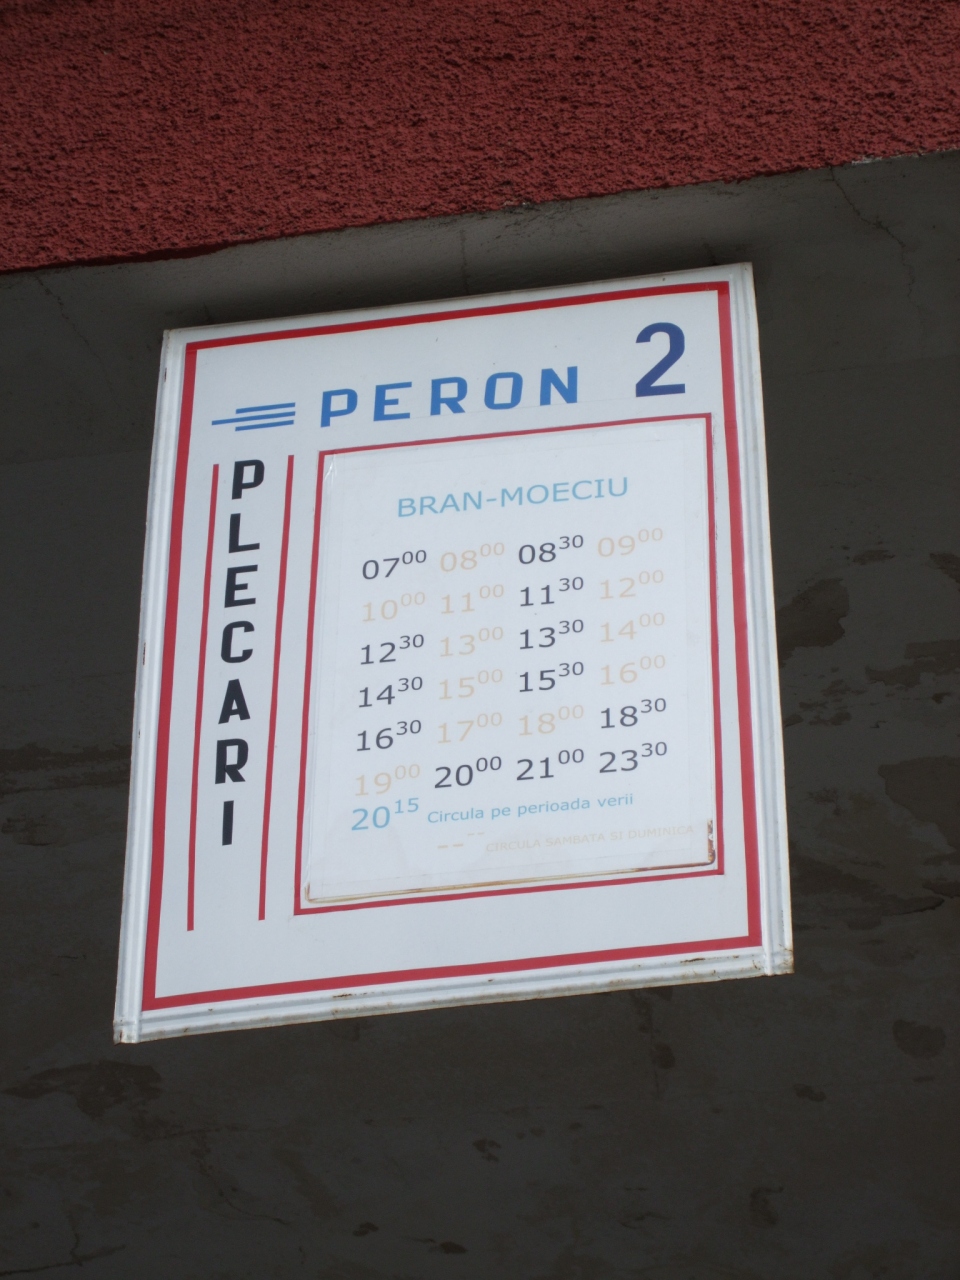 PERON 2
PLECARI
BRAN-MOECIU
07⁰⁰ 08⁰⁰ 08³⁰ 09⁰⁰
10⁰⁰ 11⁰⁰ 11³⁰ 12⁰⁰
12³⁰ 13⁰⁰ 13³⁰ 14⁰⁰
14³⁰ 15⁰⁰ 15³⁰ 16⁰⁰
16³⁰ 17⁰⁰ 18⁰⁰ 18³⁰
19⁰⁰ 20⁰⁰ 21⁰⁰ 23³⁰
20¹⁵ Circula pe perioada verii
-- ⁻⁻ CIRCULA SAMBATA SI DUMINICA